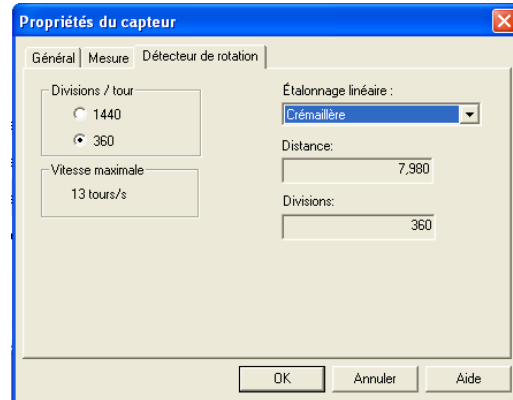 Propriétés du capteur
Général
Mesure
Détecteur de rotation
Divisions / tour
1440
360
Vitesse maximale
13 tours/s
Étalonnage linéaire :
Crémaillère
Distance:
7,980
Divisions:
360
OK
Annuler
Aide